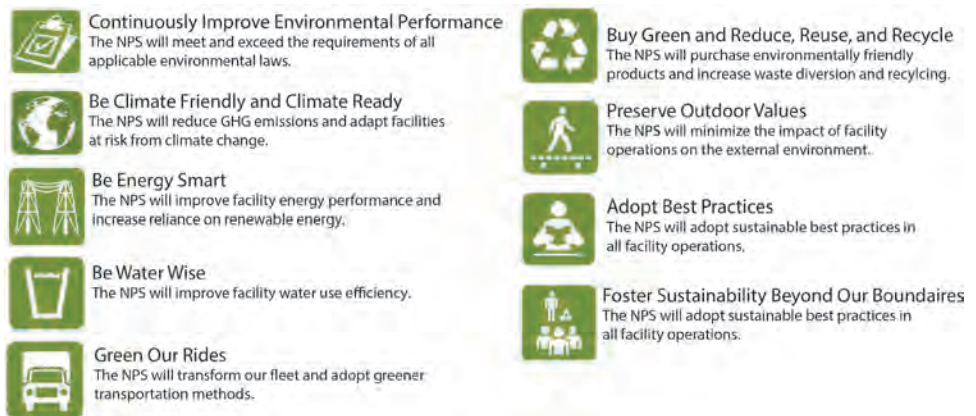 Continuously Improve Environmental Performance
The NPS will meet and exceed the requirements of all
applicable environmental laws.
Be Climate Friendly and Climate Ready
The NPS will reduce GHG emissions and adapt facilities
at risk from climate change.
Be Energy Smart
The NPS will improve facility energy performance and
increase reliance on renewable energy.
Be Water Wise
The NPS will improve facility water use efficiency.
Green Our Rides
The NPS will transform our fleet and adopt greener
transportation methods.
Buy Green and Reduce, Reuse, and Recycle
The NPS will purchase environmentally friendly
products and increase waste diversion and recylcing.
Preserve Outdoor Values
The NPS will minimize the impact of facility
operations on the external environment.
Adopt Best Practices
The NPS will adopt sustainable best practices in
all facility operations.
Foster Sustainability Beyond Our Boundaires
The NPS will adopt sustainable best practices in
all facility operations.